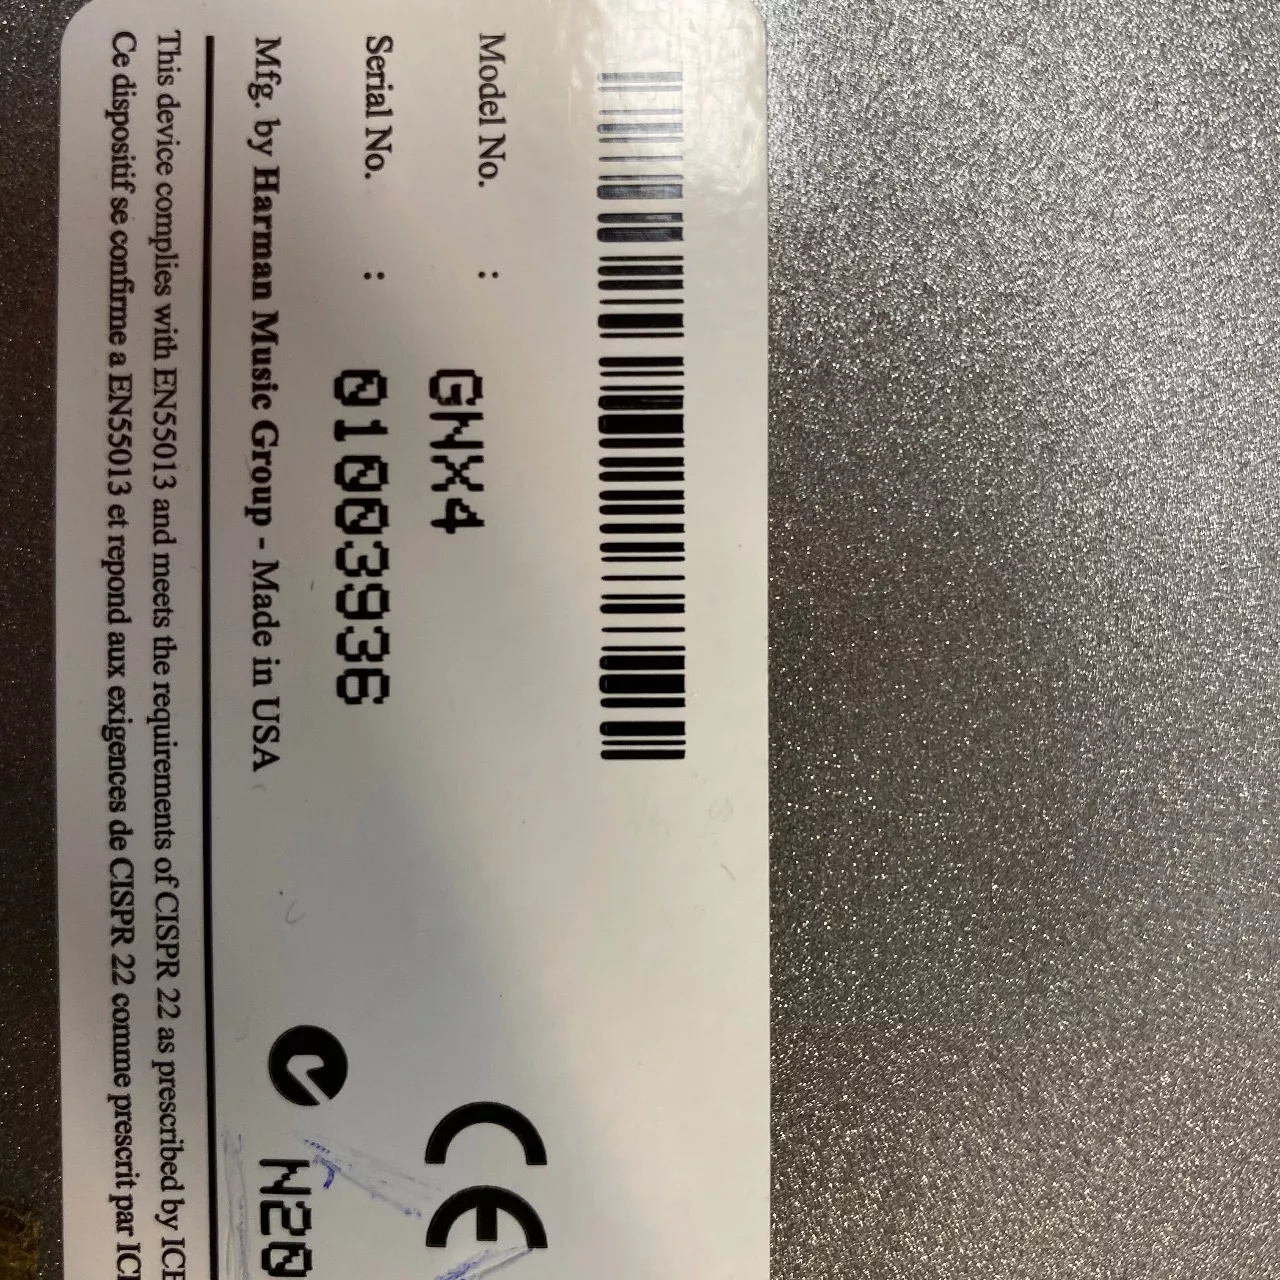 Model No. : GNX4
Serial No. : 01003936
Mfg. by Harman Music Group - Made in USA
CE
N20
This device complies with EN55013 and meets the requirements of CISPR 22 as prescribed by
Ce dispositif se confirme a EN55013 et repond aux exigences de CISPR 22 comme prescrit par